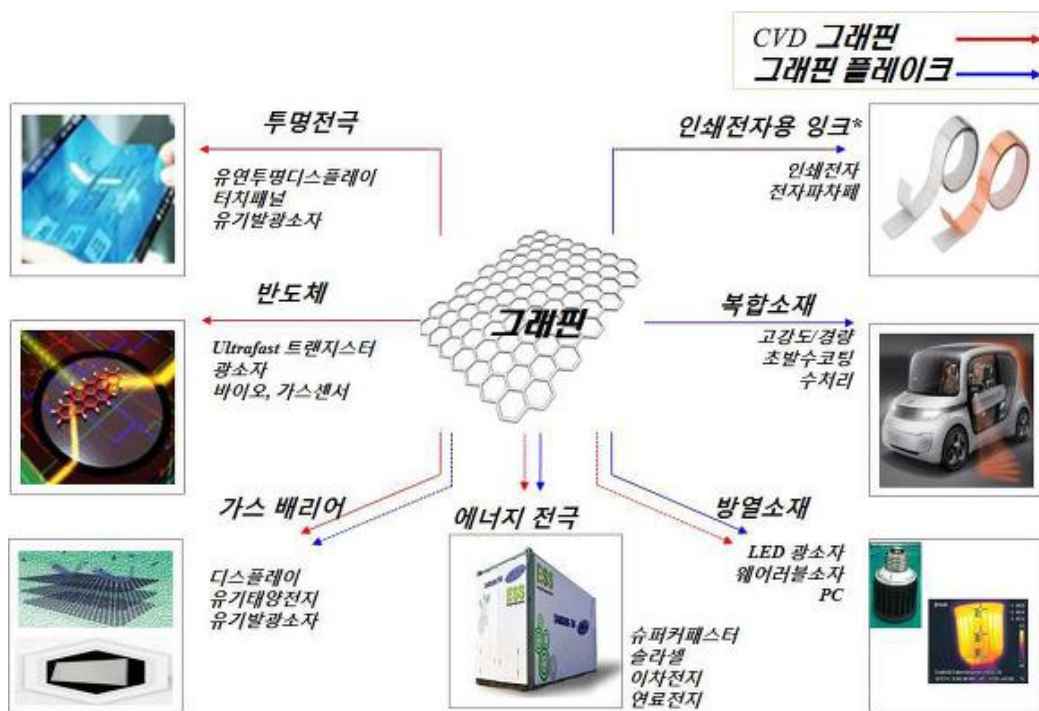 CVD 그래핀
그래핀 플레이크
투명전극
유연투명디스플레이
터치패널
유기발광소자
인쇄전자용 잉크*
인쇄전자
전자파차폐
그래핀
반도체
Ultrafast 트랜지스터
광소자
바이오, 가스센서
복합소재
고강도/경량
초발수코팅
수처리
가스 배리어
디스플레이
유기태양전지
유기발광소자
에너지 전극
ESS
슈퍼커패스터
솔라셀
이차전지
연료전지
방열소재
LED 광소자
웨어러블소자
PC